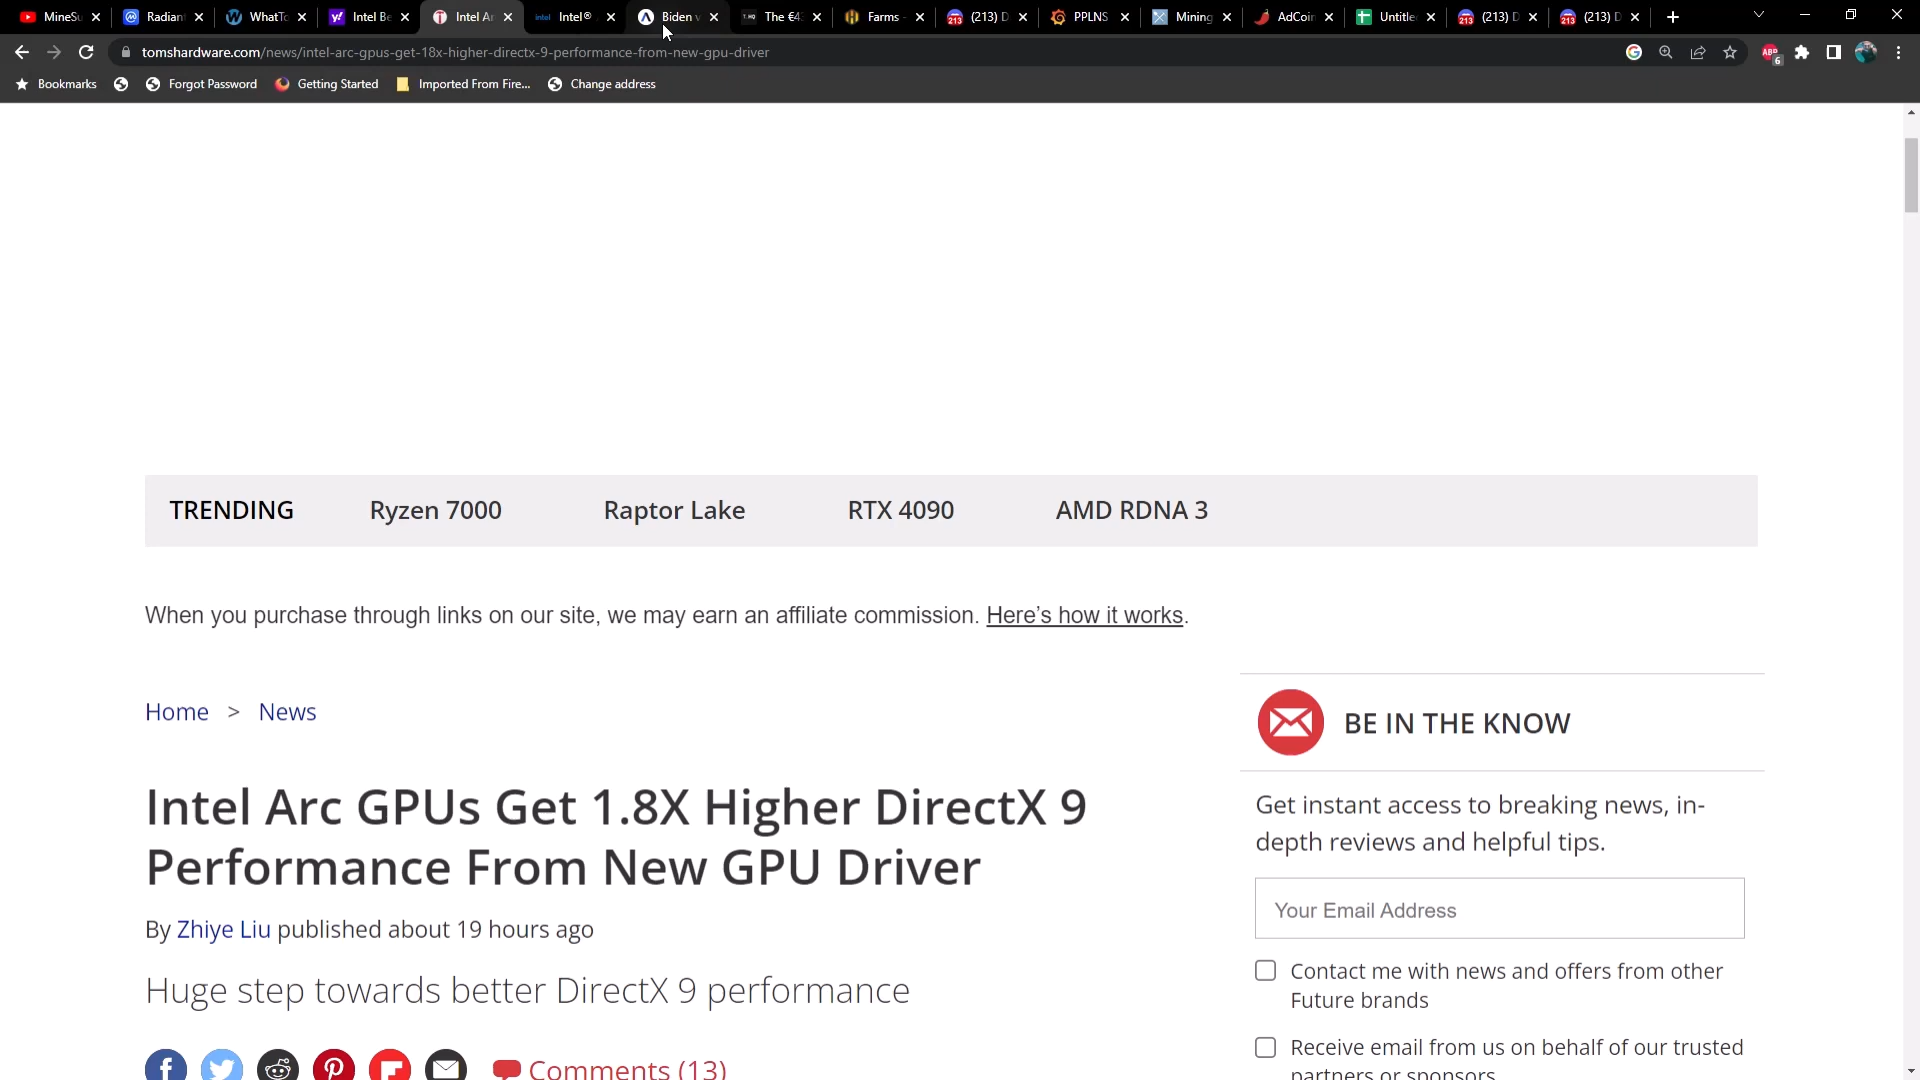 MineSu
Radian
WhatTo
Intel Be
Intel Ar
intel Intel®
Biden v
The €4
Farms
(213) D
PPLNS
Mining
AdCoin
Untitle
(213) D
(213) D
tomshardware.com/news/intel-arc-gpus-get-18x-higher-directx-9-performance-from-new-gpu-driver
ABP 6
Bookmarks
Forgot Password
Getting Started
Imported From Fire...
Change address
TRENDING Ryzen 7000 Raptor Lake RTX 4090 AMD RDNA 3
When you purchase through links on our site, we may earn an affiliate commission. Here's how it works.
Home > News
Intel Arc GPUs Get 1.8X Higher DirectX 9
Performance From New GPU Driver
By Zhiye Liu published about 19 hours ago
Huge step towards better DirectX 9 performance
Comments (13)
BE IN THE KNOW
Get instant access to breaking news, in-
depth reviews and helpful tips.
Your Email Address
Contact me with news and offers from other
Future brands
Receive email from us on behalf of our trusted
partners or sponsors